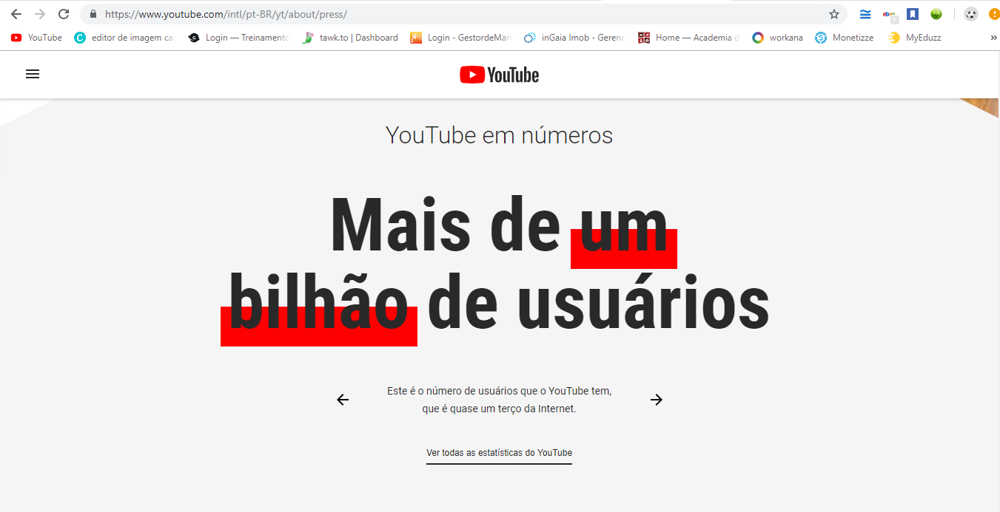 https://www.youtube.com/intl/pt-BR/yt/about/press/
YouTube editor de imagem ca Login — Treinament tawk.to | Dashboard Login - GestordeMar inGaia Imob - Geren Home — Academia d workana Monetizze MyEduzz »
YouTube
YouTube em números
Mais de um
bilhão de usuários
Este é o número de usuários que o YouTube tem,
que é quase um terço da Internet.
Ver todas as estatísticas do YouTube